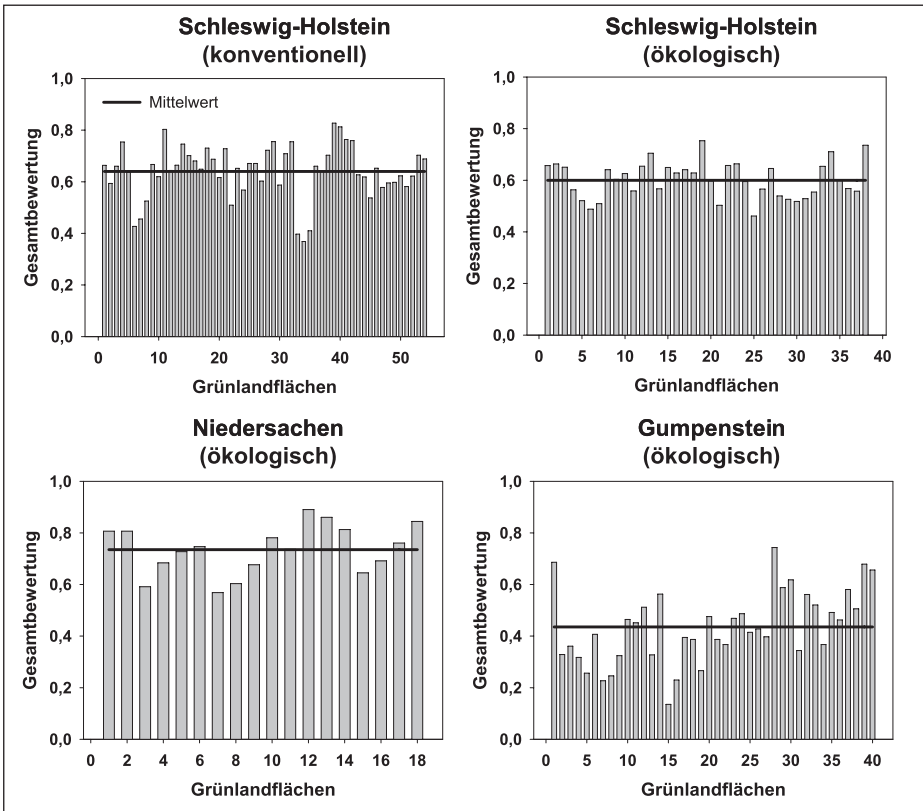 Schleswig-Holstein
(konventionell)
1,0
0,8
0,6
0,4
0,2
0,0
Gesamtbewertung
Mittelwert
0 10 20 30 40 50
Grünlandflächen
Schleswig-Holstein
(ökologisch)
1,0
0,8
0,6
0,4
0,2
0,0
Gesamtbewertung
0 5 10 15 20 25 30 35 40
Grünlandflächen
Niedersachen
(ökologisch)
1,0
0,8
0,6
0,4
0,2
0,0
Gesamtbewertung
0 2 4 6 8 10 12 14 16 18
Grünlandflächen
Gumpenstein
(ökologisch)
1,0
0,8
0,6
0,4
0,2
0,0
Gesamtbewertung
0 5 10 15 20 25 30 35 40
Grünlandflächen